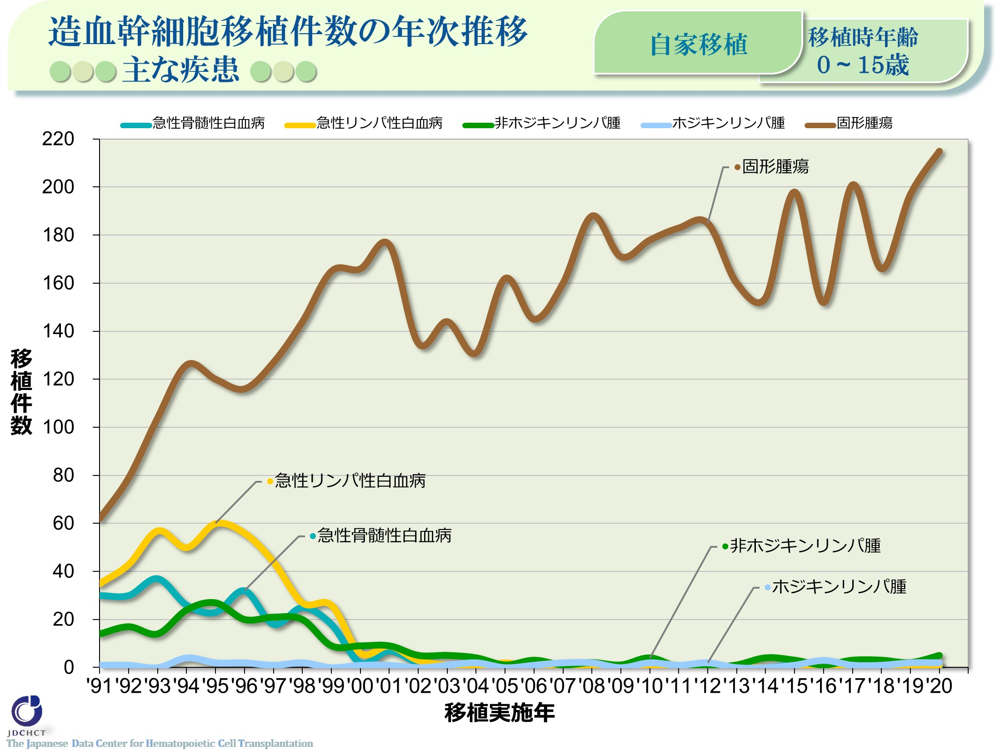 造血幹細胞移植件数の年次推移
主な疾患
自家移植
移植時年齢
0 ~ 15歳
急性骨髄性白血病
急性リンパ性白血病
非ホジキンリンパ腫
ホジキンリンパ腫
固形腫瘍
220
200
180
160
140
120
100
80
60
40
20
0
移植件数
固形腫瘍
急性リンパ性白血病
急性骨髄性白血病
非ホジキンリンパ腫
ホジキンリンパ腫
'91 '92 '93 '94 '95 '96 '97 '98 '99 '00 '01 '02 '03 '04 '05 '06 '07 '08 '09 '10 '11 '12 '13 '14 '15 '16 '17 '18 '19 '20
移植実施年
JDCHCT
The Japanese Data Center for Hematopoietic Cell Transplantation